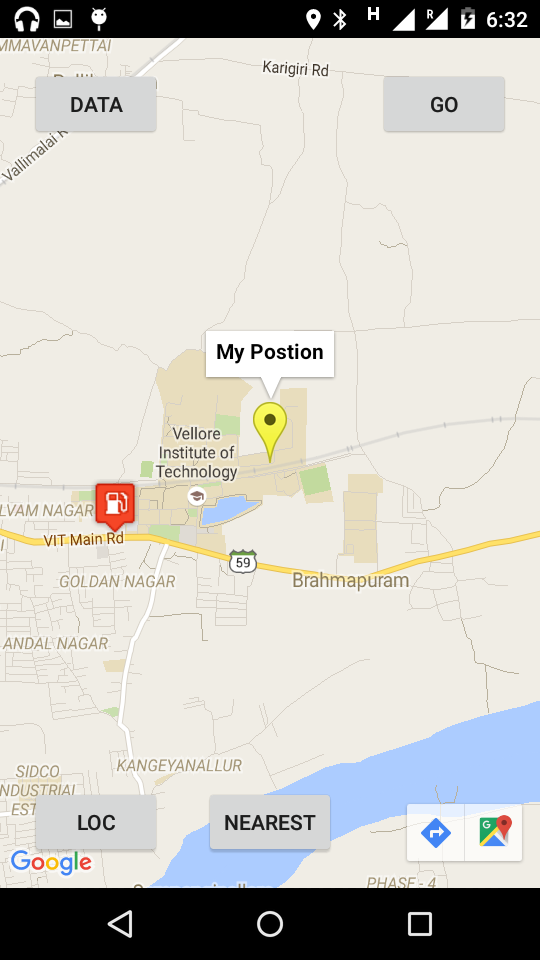 H R 6:32
MMAVANPETTAI
Karigiri Rd
DATA
GO
Vallimalai R
My Postion
Vellore
Institute of
Technology
LVAM NAGAR
VIT Main Rd
59
GOLDAN NAGAR
Brahmapuram
ANDAL NAGAR
KANGEYANALLUR
SIDCO
NDUSTRIAL
EST
LOC
NEAREST
G
Google
PHASE - 4